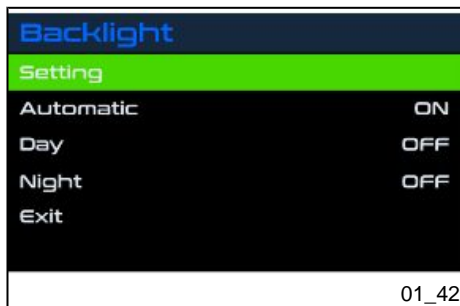 Backlight
Setting
Automatic ON
Day OFF
Night OFF
Exit
01_42